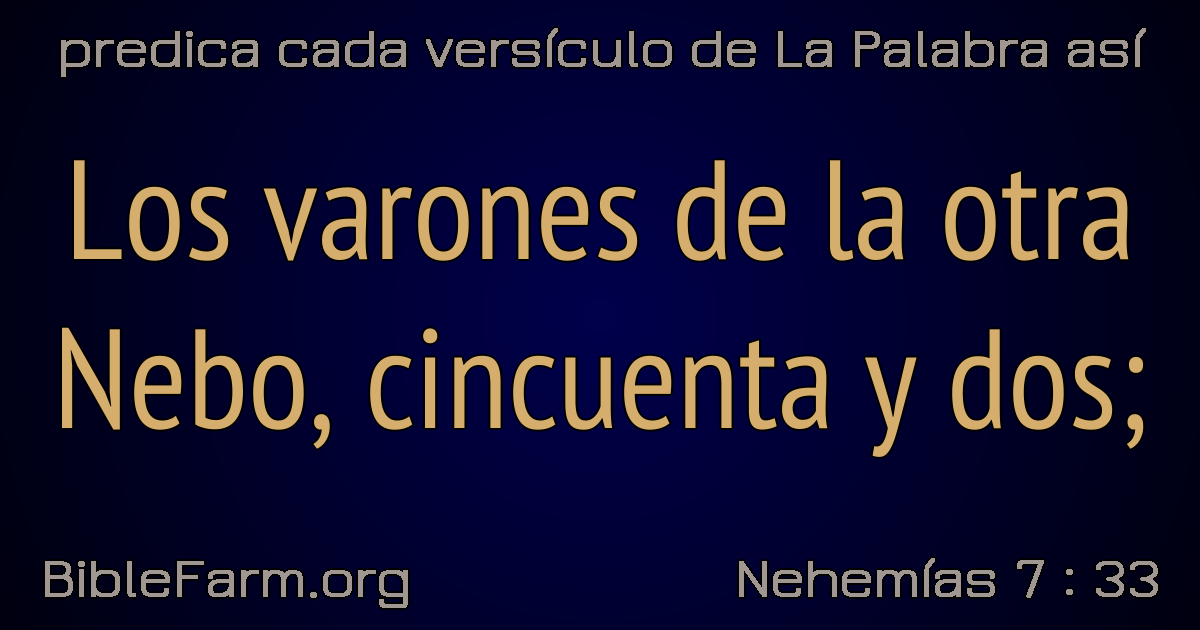 predica cada versículo de La Palabra así
Los varones de la otra
Nebo, cincuenta y dos;
BibleFarm.org
Nehemías 7 : 33